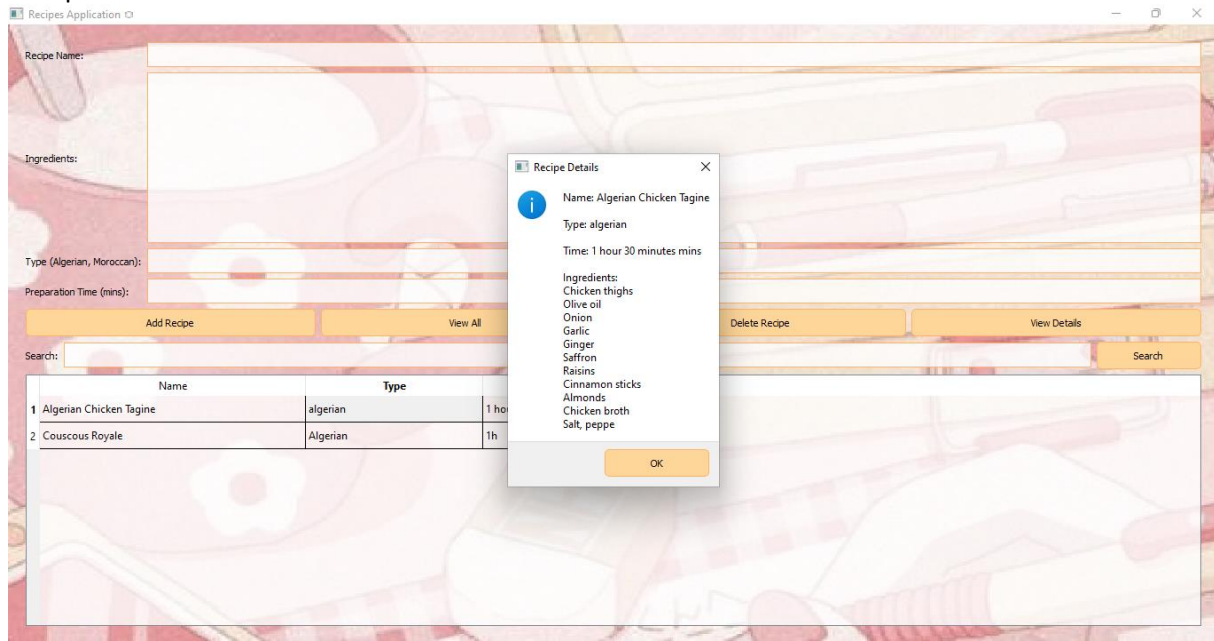 Recipes Application
Recipe Name:
Ingredients:
Type (Algerian, Moroccan):
Preparation Time (mins):
Add Recipe View All Delete Recipe View Details
Search: Search
Name Type
1 Algerian Chicken Tagine algerian 1 ho
2 Couscous Royale Algerian 1h
Recipe Details
Name: Algerian Chicken Tagine
Type: algerian
Time: 1 hour 30 minutes mins
Ingredients:
Chicken thighs
Olive oil
Onion
Garlic
Ginger
Saffron
Raisins
Cinnamon sticks
Almonds
Chicken broth
Salt, peppe
OK